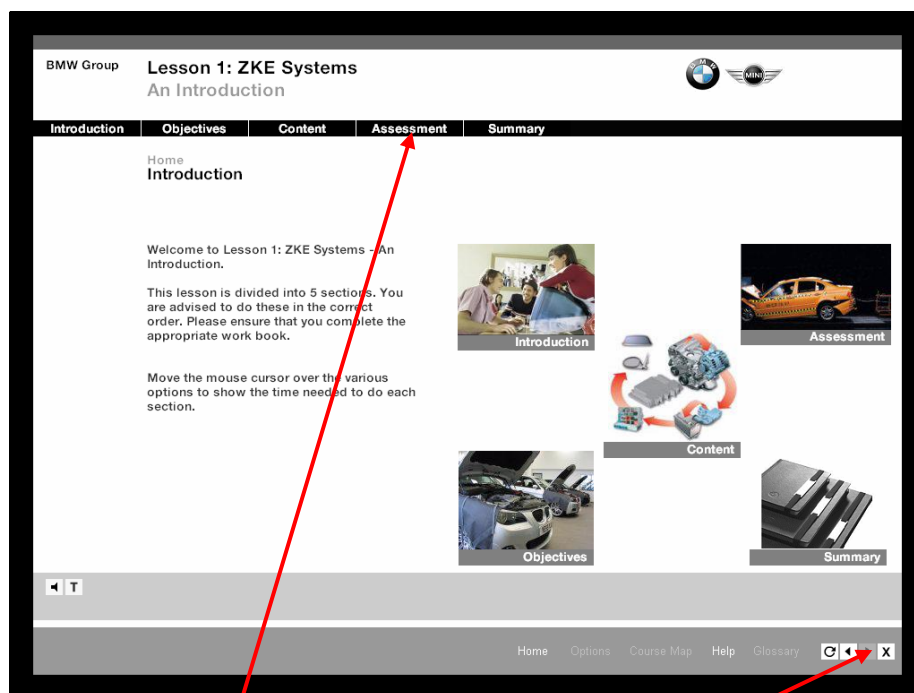 BMW Group
Lesson 1: ZKE Systems
An Introduction
BMW
MINI
Introduction Objectives Content Assessment Summary
Home
Introduction
Welcome to Lesson 1: ZKE Systems - An
Introduction.
This lesson is divided into 5 sections. You
are advised to do these in the correct
order. Please ensure that you complete the
appropriate work book.
Move the mouse cursor over the various
options to show the time needed to do each
section.
Introduction
Assessment
Content
Objectives
Summary
T
Home Options Course Map Help Glossary X